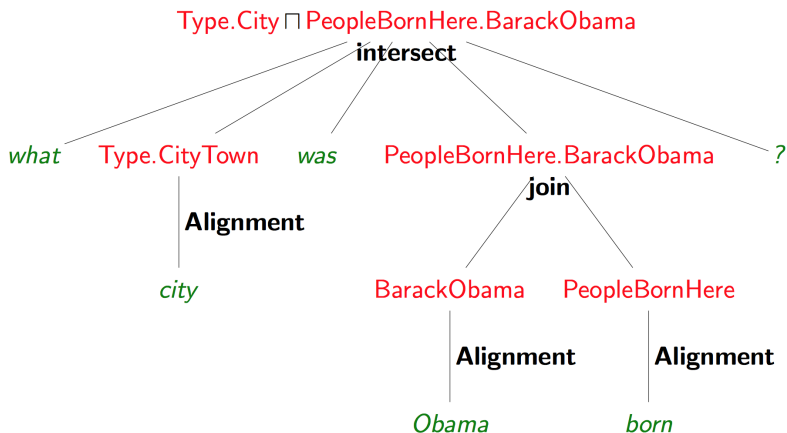 Type.City ⊓ PeopleBornHere.BarackObama
intersect
what Type.CityTown was PeopleBornHere.BarackObama ?
join
Alignment
city BarackObama PeopleBornHere
Alignment Alignment
Obama born